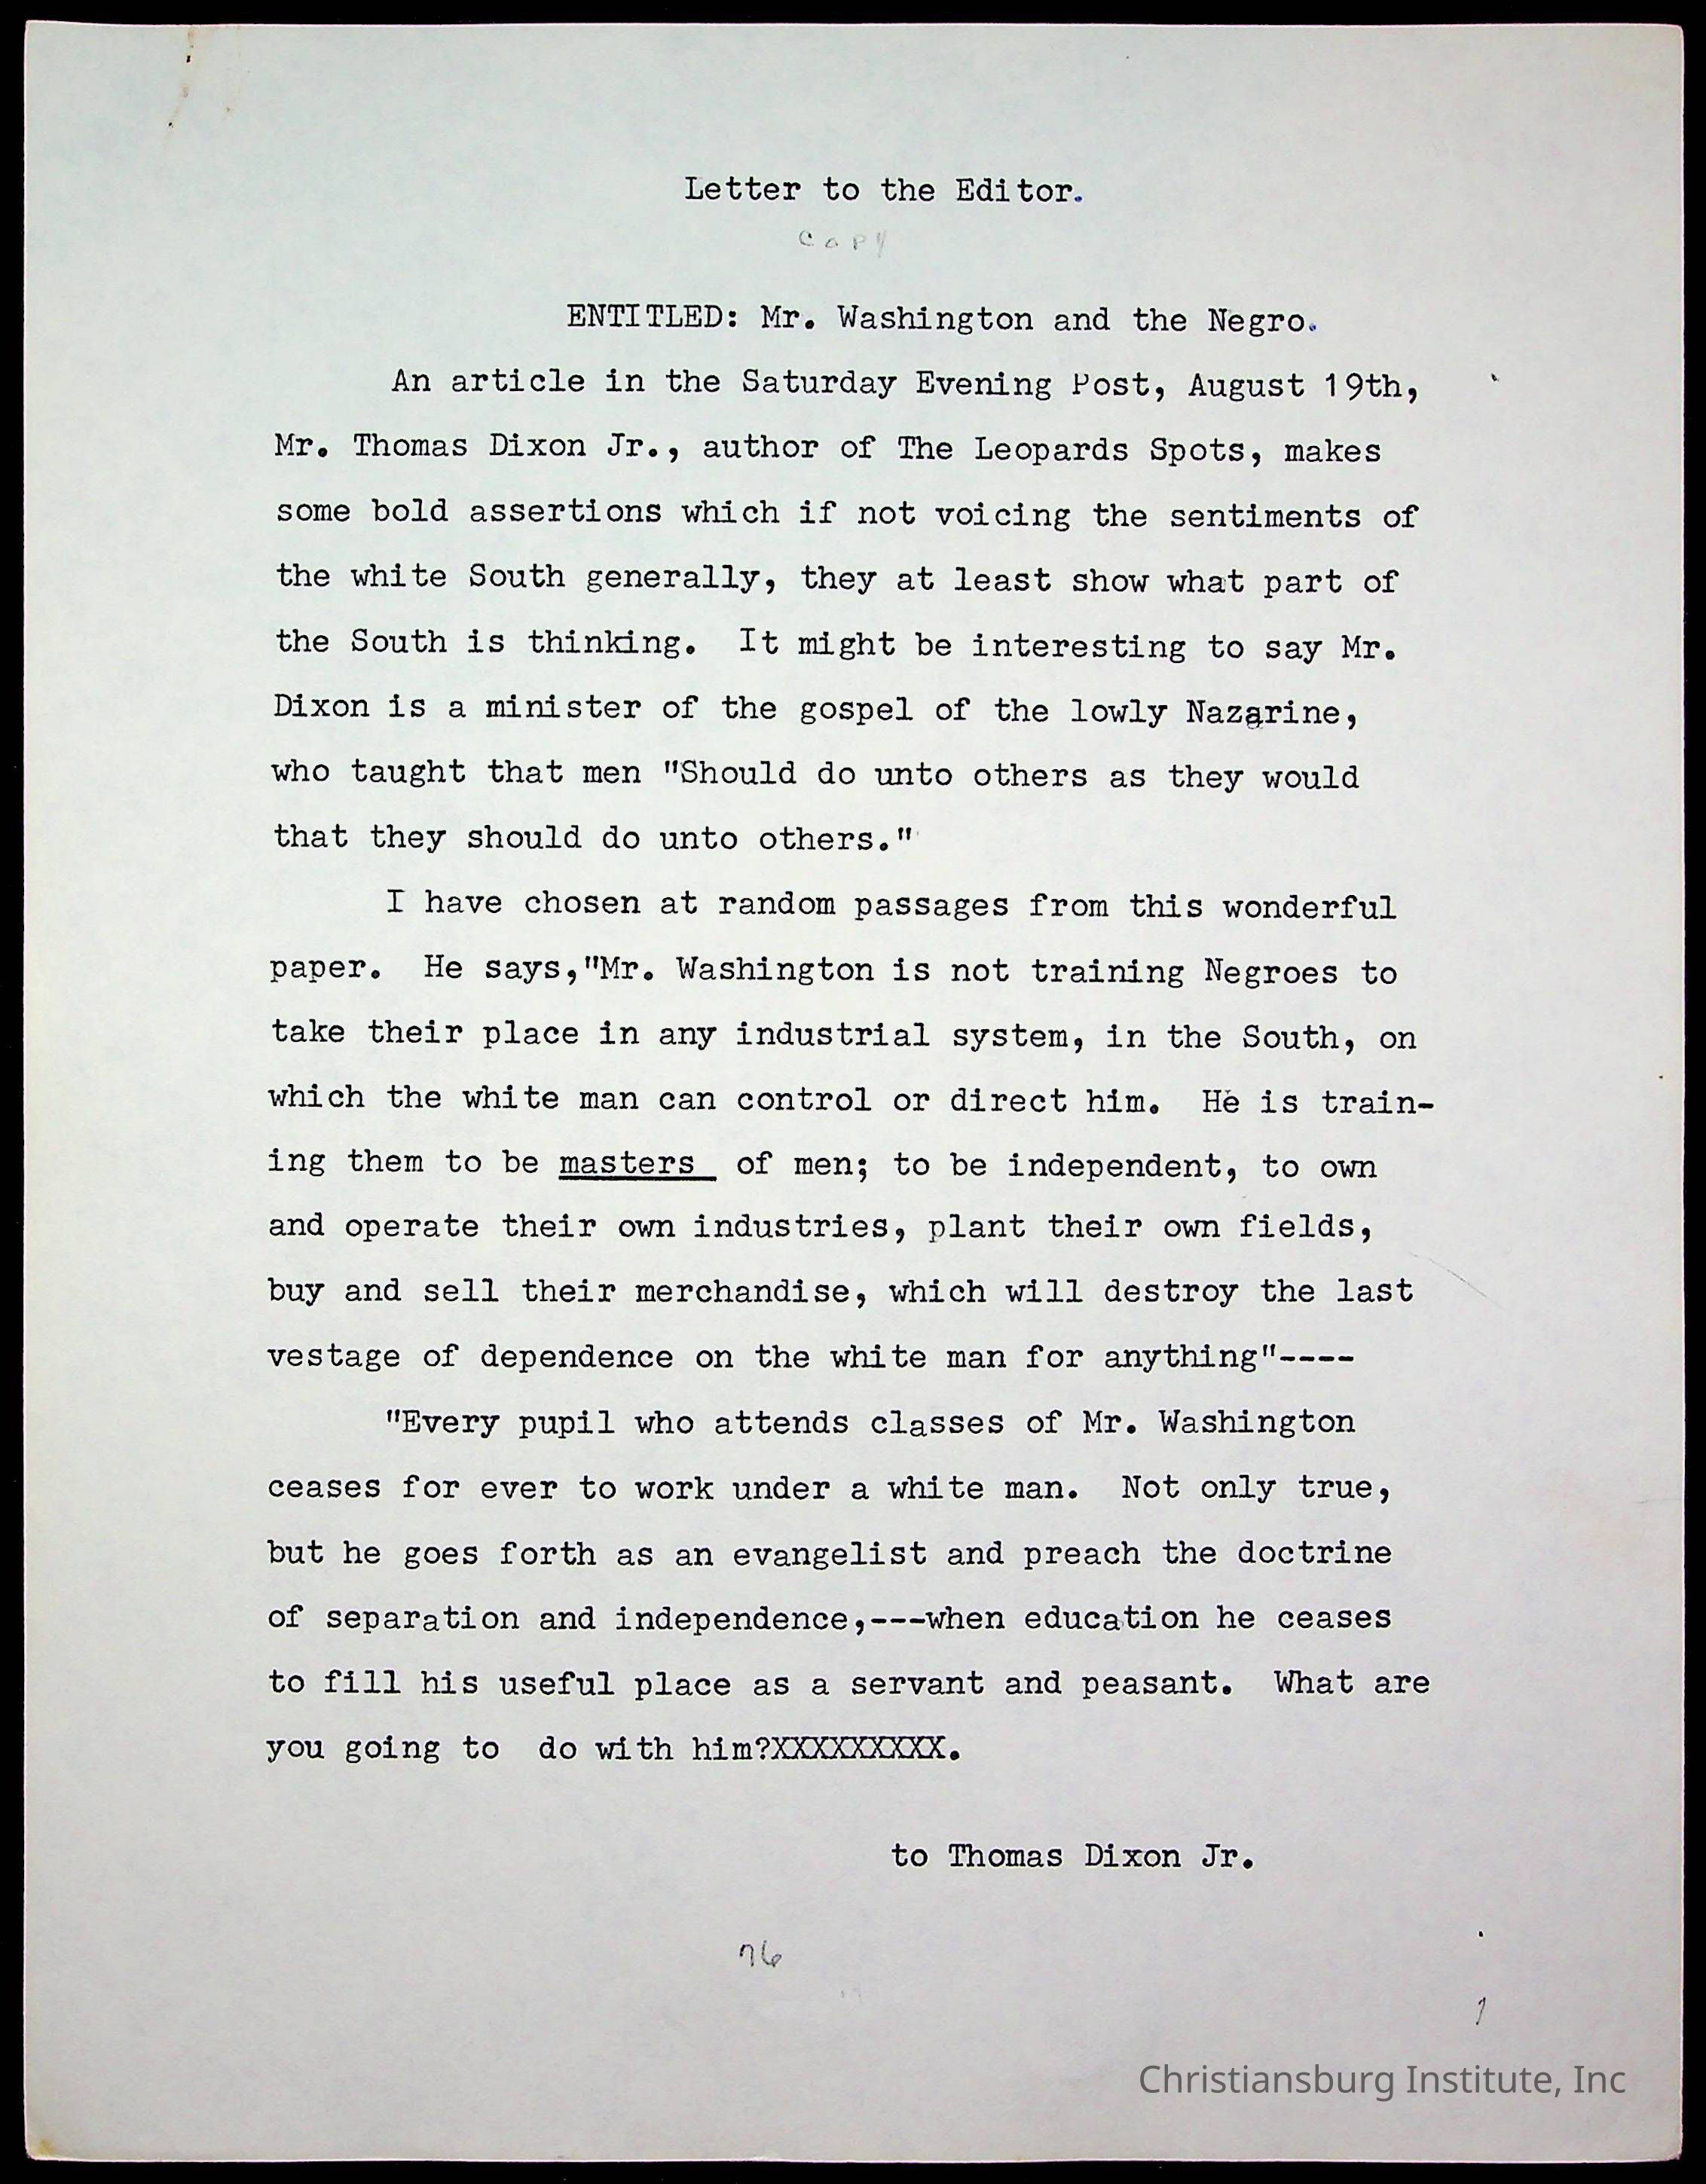 Letter to the Editor.
Copy
ENTITLED: Mr. Washington and the Negro.
An article in the Saturday Evening Post, August 19th,
Mr. Thomas Dixon Jr., author of The Leopards Spots, makes
some bold assertions which if not voicing the sentiments of
the white South generally, they at least show what part of
the South is thinking. It might be interesting to say Mr.
Dixon is a minister of the gospel of the lowly Nazarine,
who taught that men "Should do unto others as they would
that they should do unto others."
I have chosen at random passages from this wonderful
paper. He says,"Mr. Washington is not training Negroes to
take their place in any industrial system, in the South, on
which the white man can control or direct him. He is train-
ing them to be masters of men; to be independent, to own
and operate their own industries, plant their own fields,
buy and sell their merchandise, which will destroy the last
vestage of dependence on the white man for anything"----
"Every pupil who attends classes of Mr. Washington
ceases for ever to work under a white man. Not only true,
but he goes forth as an evangelist and preach the doctrine
of separation and independence,---when education he ceases
to fill his useful place as a servant and peasant. What are
you going to do with him?XXXXXXXXX.
to Thomas Dixon Jr.
76
1
Christiansburg Institute, Inc